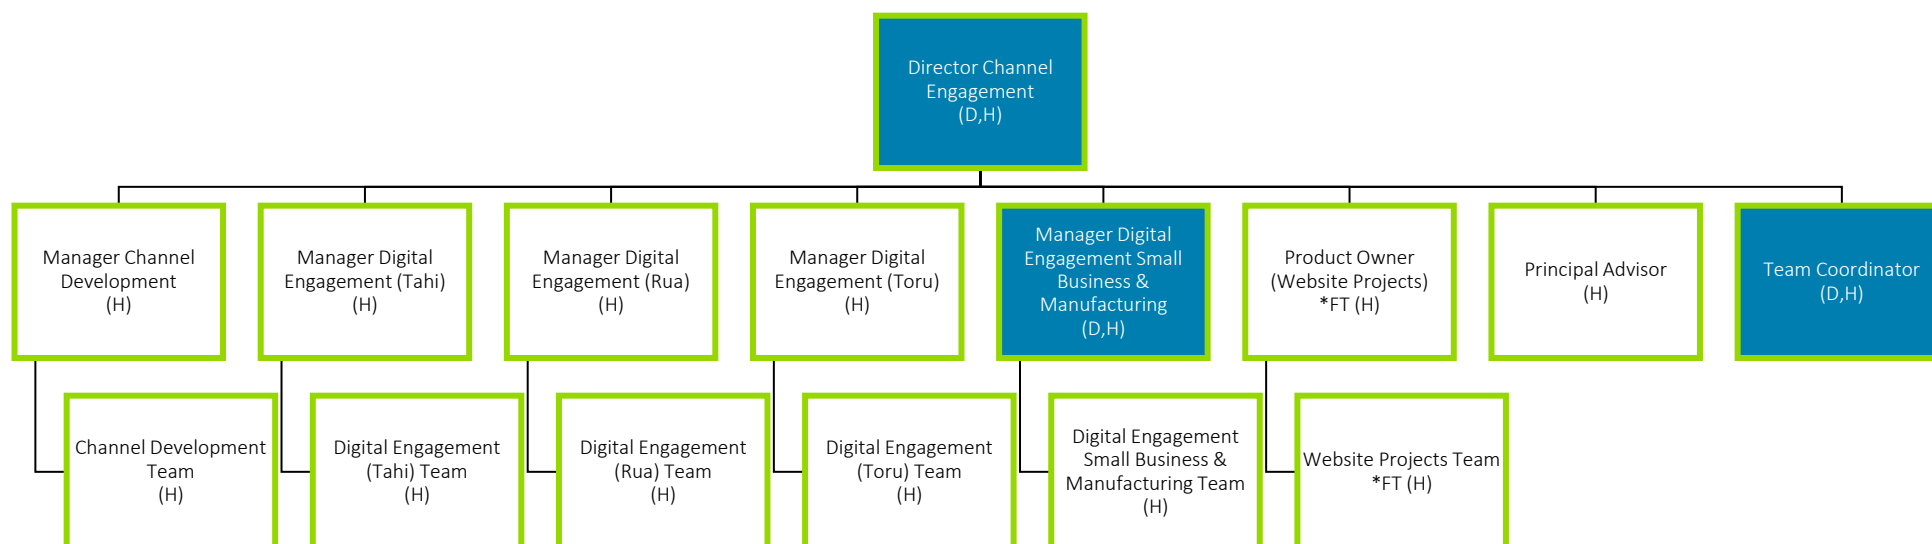 Director Channel
Engagement
(D,H)
Manager Channel
Development
(H)
Manager Digital
Engagement (Tahi)
(H)
Manager Digital
Engagement (Rua)
(H)
Manager Digital
Engagement (Toru)
(H)
Manager Digital
Engagement Small
Business &
Manufacturing
(D,H)
Product Owner
(Website Projects)
*FT (H)
Principal Advisor
(H)
Team Coordinator
(D,H)
Channel Development
Team
(H)
Digital Engagement
(Tahi) Team
(H)
Digital Engagement
(Rua) Team
(H)
Digital Engagement
(Toru) Team
(H)
Digital Engagement
Small Business &
Manufacturing Team
(H)
Website Projects Team
*FT (H)